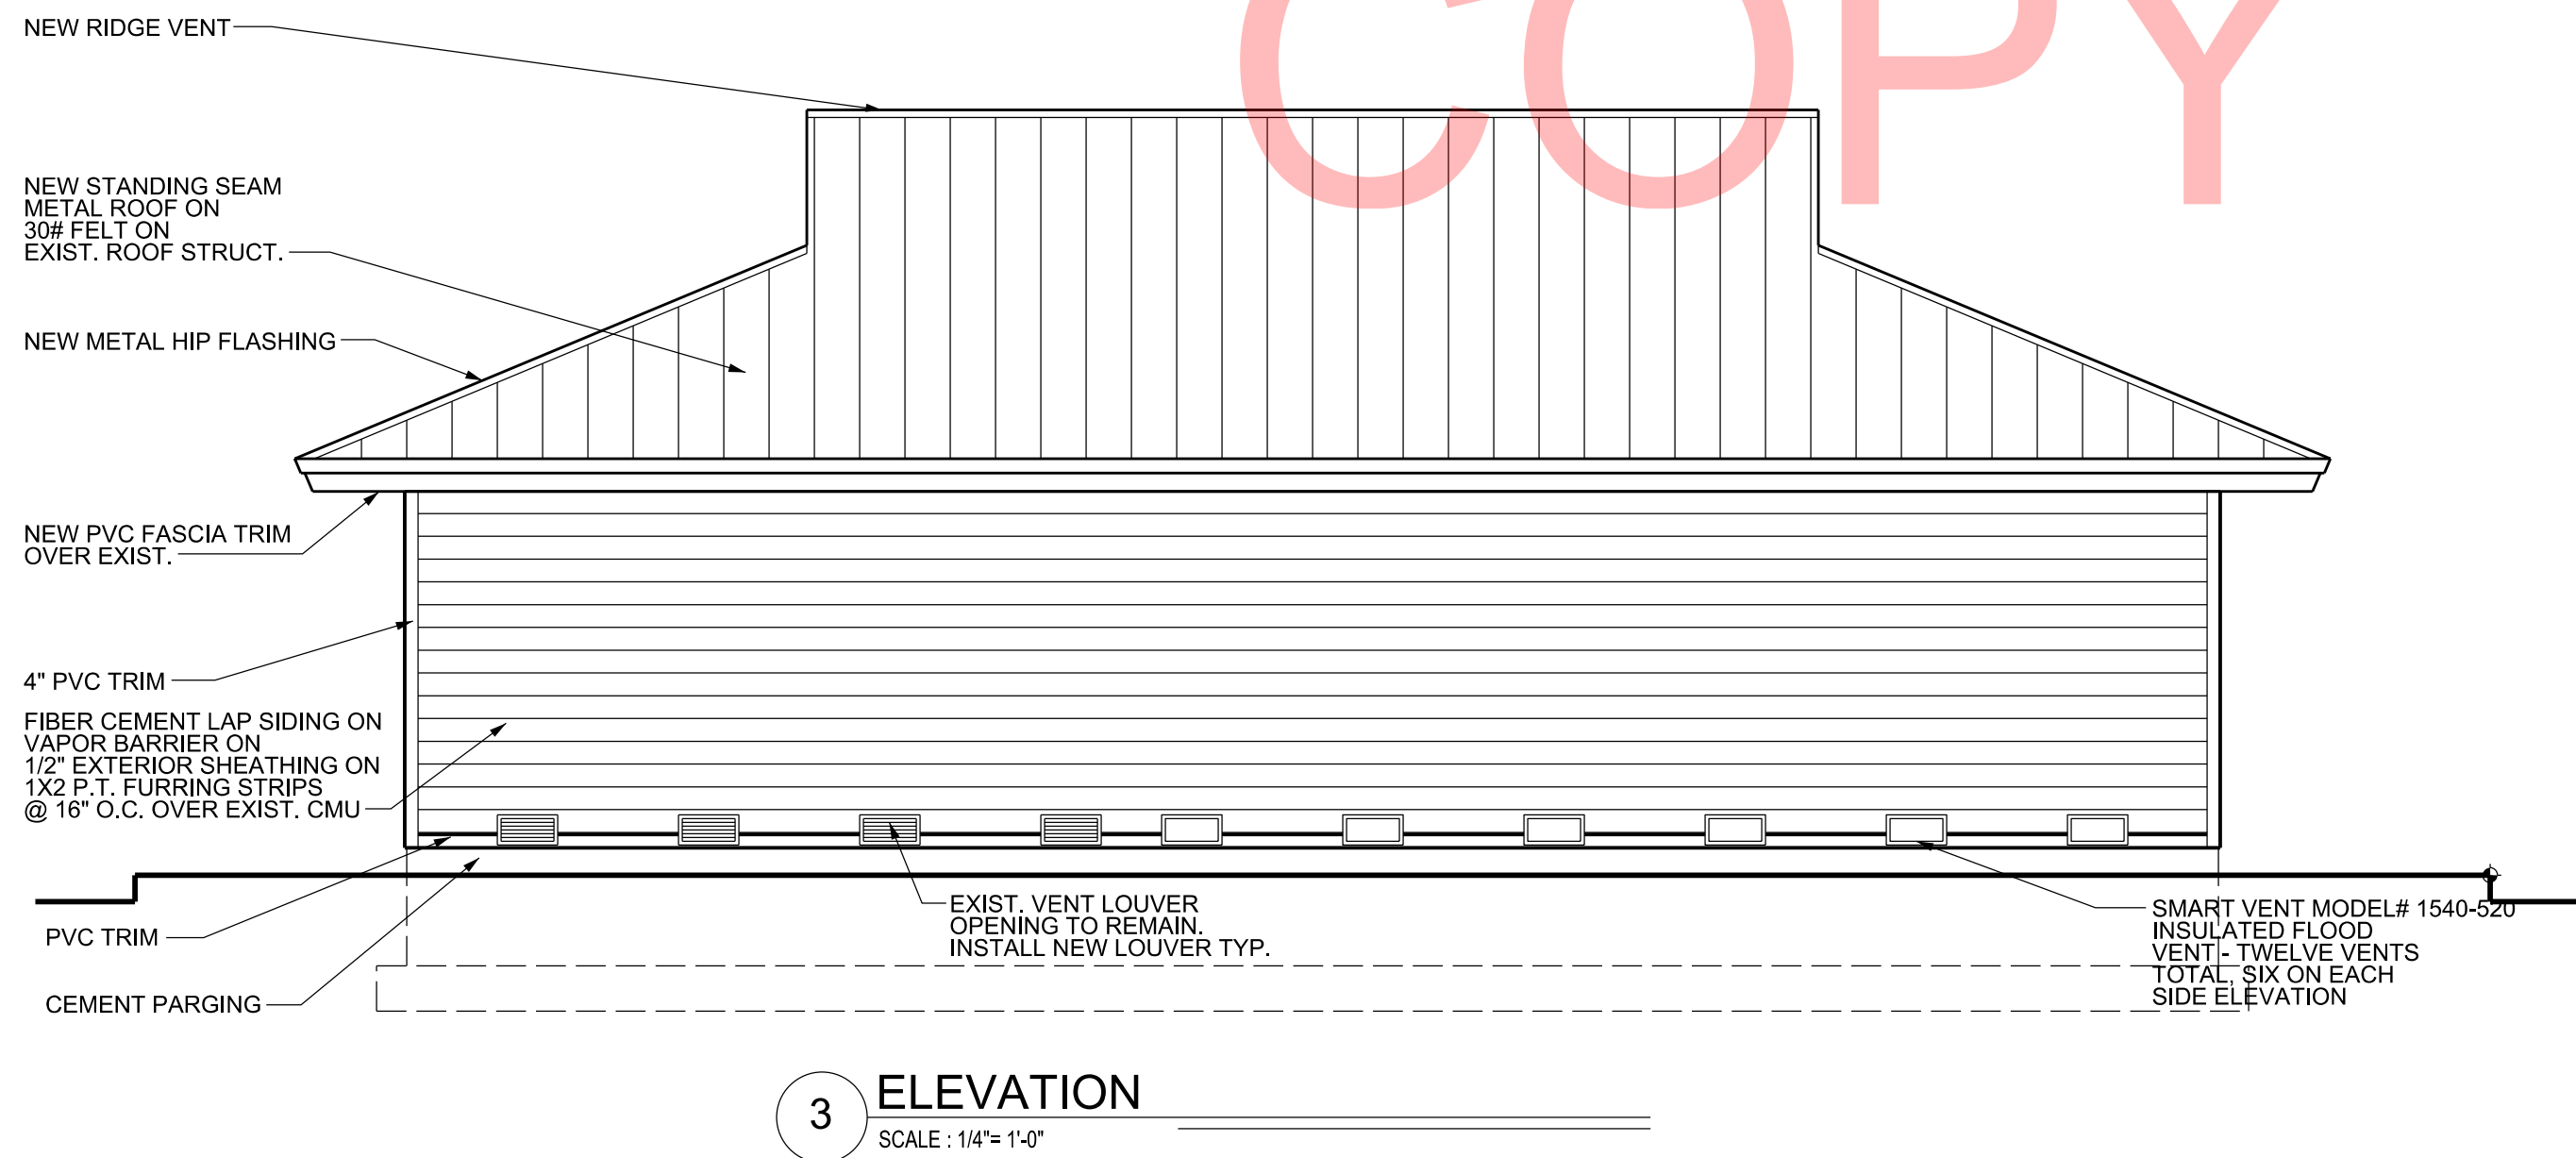 COPY
NEW RIDGE VENT
NEW STANDING SEAM
METAL ROOF ON
30# FELT ON
EXIST. ROOF STRUCT.
NEW METAL HIP FLASHING
NEW PVC FASCIA TRIM
OVER EXIST.
4" PVC TRIM
FIBER CEMENT LAP SIDING ON
VAPOR BARRIER ON
1/2" EXTERIOR SHEATHING ON
1X2 P.T. FURRING STRIPS
@ 16" O.C. OVER EXIST. CMU
PVC TRIM
CEMENT PARGING
EXIST. VENT LOUVER
OPENING TO REMAIN.
INSTALL NEW LOUVER TYP.
SMART VENT MODEL# 1540-520
INSULATED FLOOD
VENT - TWELVE VENTS
TOTAL, SIX ON EACH
SIDE ELEVATION
3
ELEVATION
SCALE : 1/4"= 1'-0"